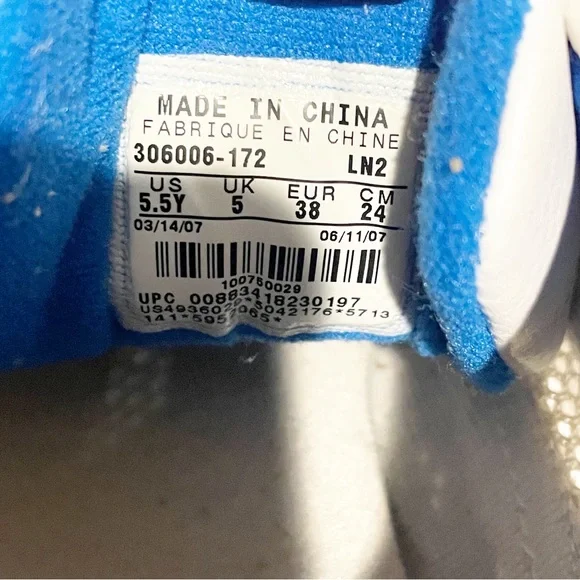 MADE IN CHINA
FABRIQUE EN CHINE
306006-172 LN2
US UK EUR CM
5.5Y 5 38 24
03/14/07 06/11/07
100750029
UPC 00883418230197